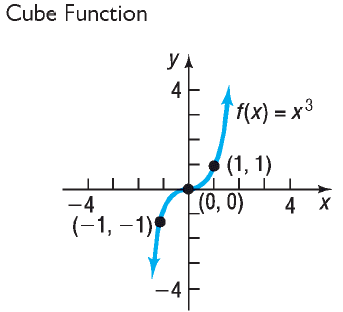 Cube Function
y
4
f(x) = x³
(1, 1)
(0, 0)
−4
4
x
(−1, −1)
−4